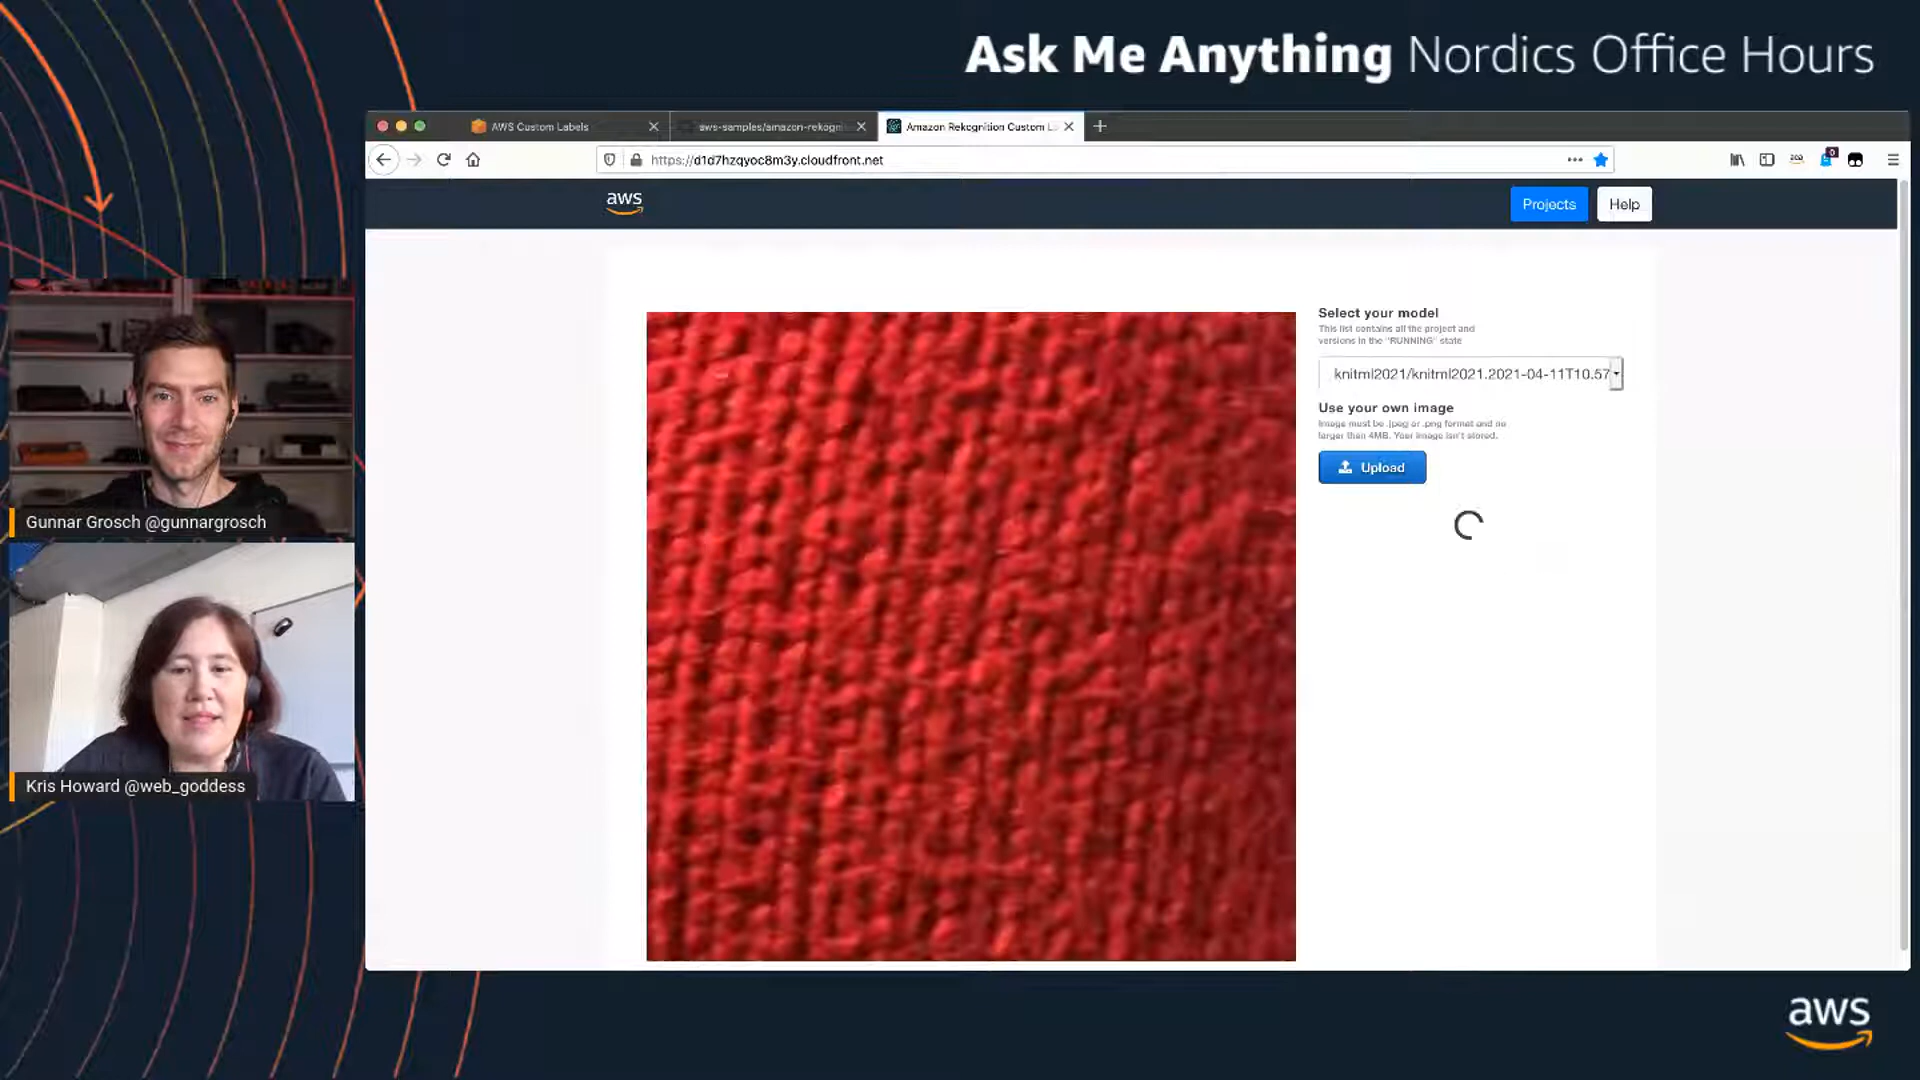 Ask Me Anything Nordics Office Hours
AWS Custom Labels
aws-samples/amazon-rekogn
Amazon Rekognition Custom L
https://d1d7hzqyoc8m3y.cloudfront.net
aws
Projects
Help
Select your model
This list contains all the project and
versions in the "RUNNING" state
knitml2021/knitml2021.2021-04-11T10.57
Use your own image
Image must be .jpeg or .png format and no
larger than 4MB. Your image isn't stored.
Upload
Gunnar Grosch @gunnargrosch
Kris Howard @web_goddess
aws